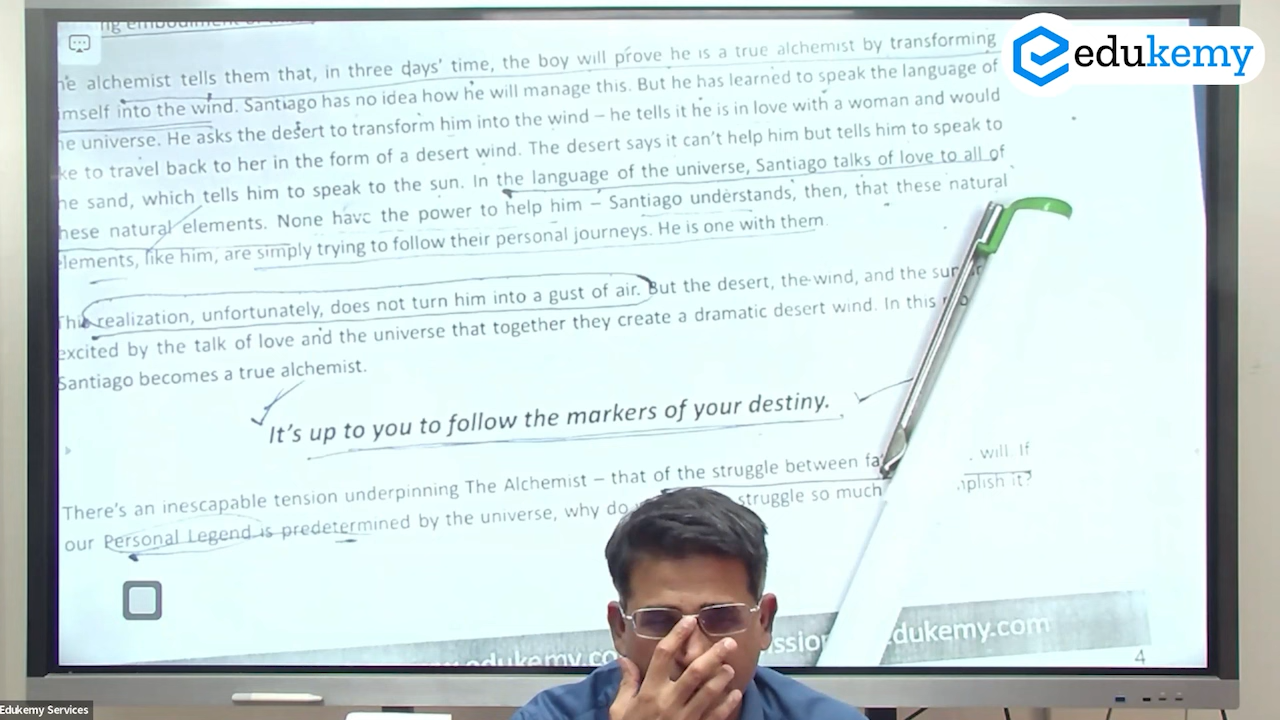 edukemy
he alchemist tells them that, in three days' time, the boy will prove he is a true alchemist by transforming
imself into the wind. Santiago has no idea how he will manage this. But he has learned to speak the language of
he universe. He asks the desert to transform him into the wind – he tells it he is in love with a woman and would
ke to travel back to her in the form of a desert wind. The desert says it can't help him but tells him to speak to
he sand, which tells him to speak to the sun. In the language of the universe, Santiago talks of love to all of
hese natural elements. None have the power to help him – Santiago understands, then, that these natural
elements, like him, are simply trying to follow their personal journeys. He is one with them
This realization, unfortunately, does not turn him into a gust of air. But the desert, the wind, and the sun
excited by the talk of love and the universe that together they create a dramatic desert wind. In this
Santiago becomes a true alchemist.
It's up to you to follow the markers of your destiny.
There's an inescapable tension underpinning The Alchemist – that of the struggle between fa will. If
our Personal Legend is predetermined by the universe, why do struggle so much mplish it?
edukemy.co ssion dukemy.com
4
Edukemy Services